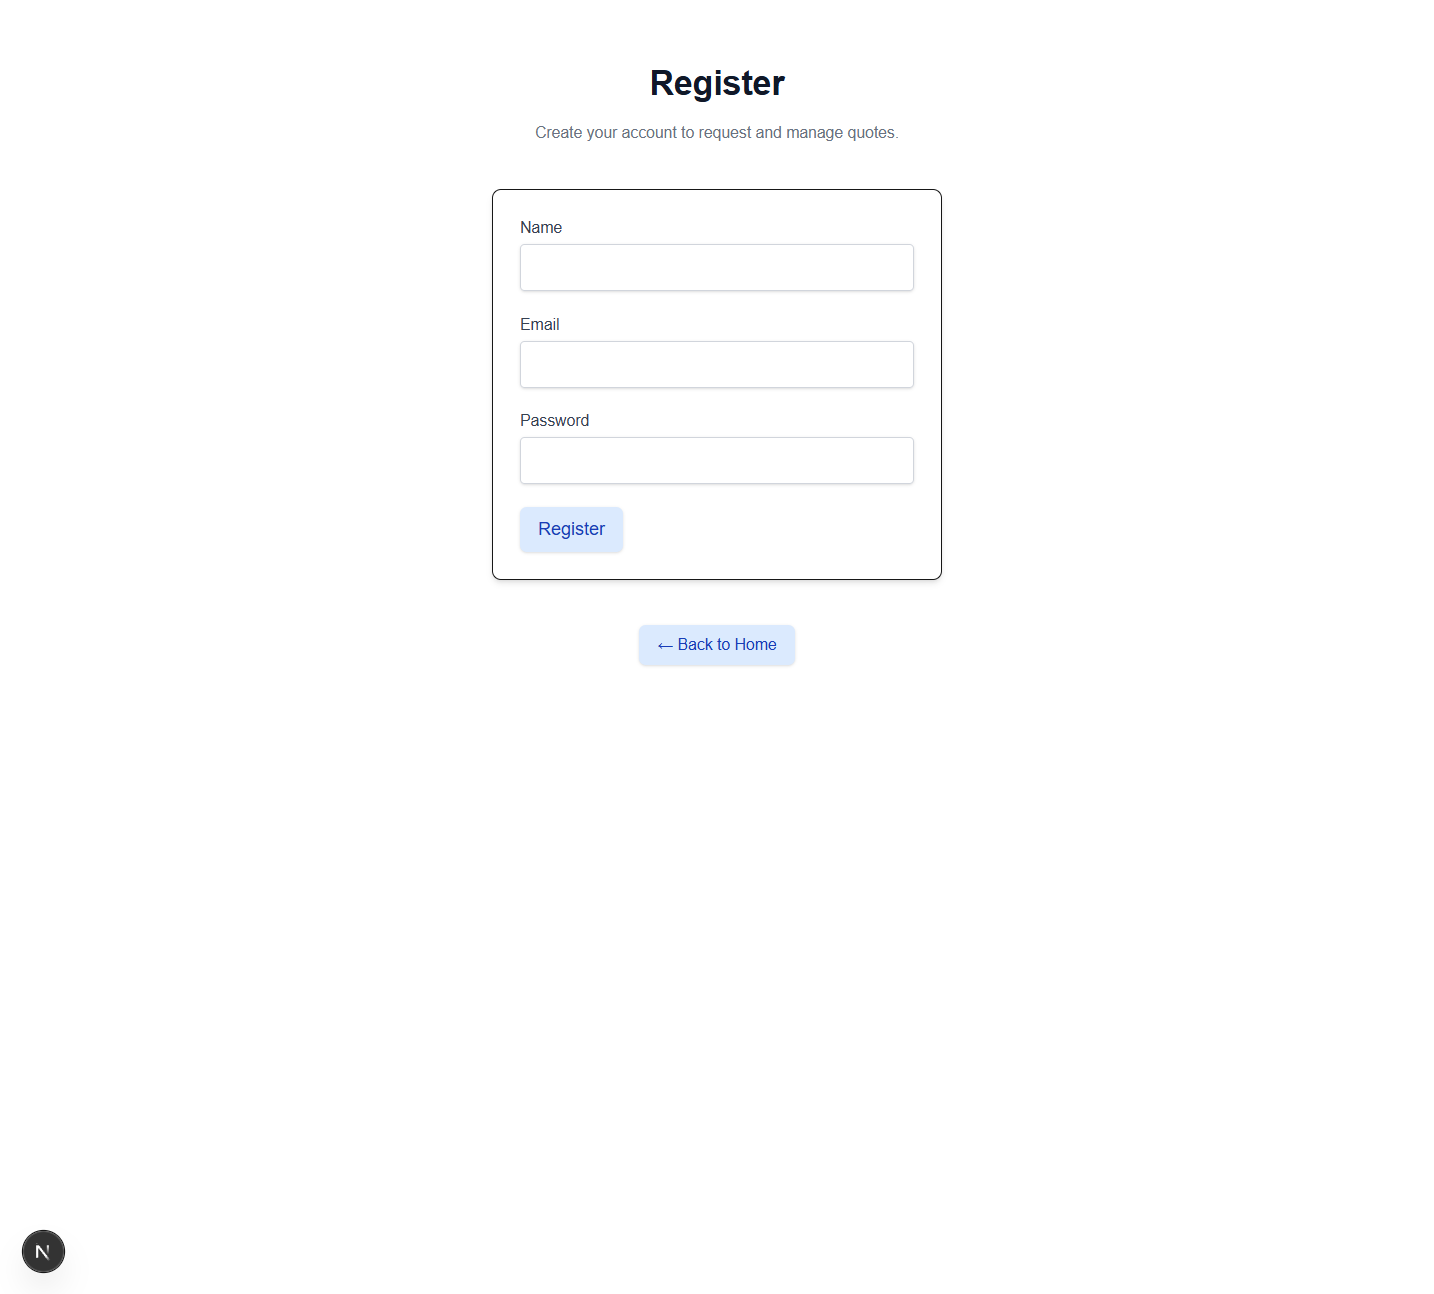 Register
Create your account to request and manage quotes.
Name
Email
Password
Register
← Back to Home
N